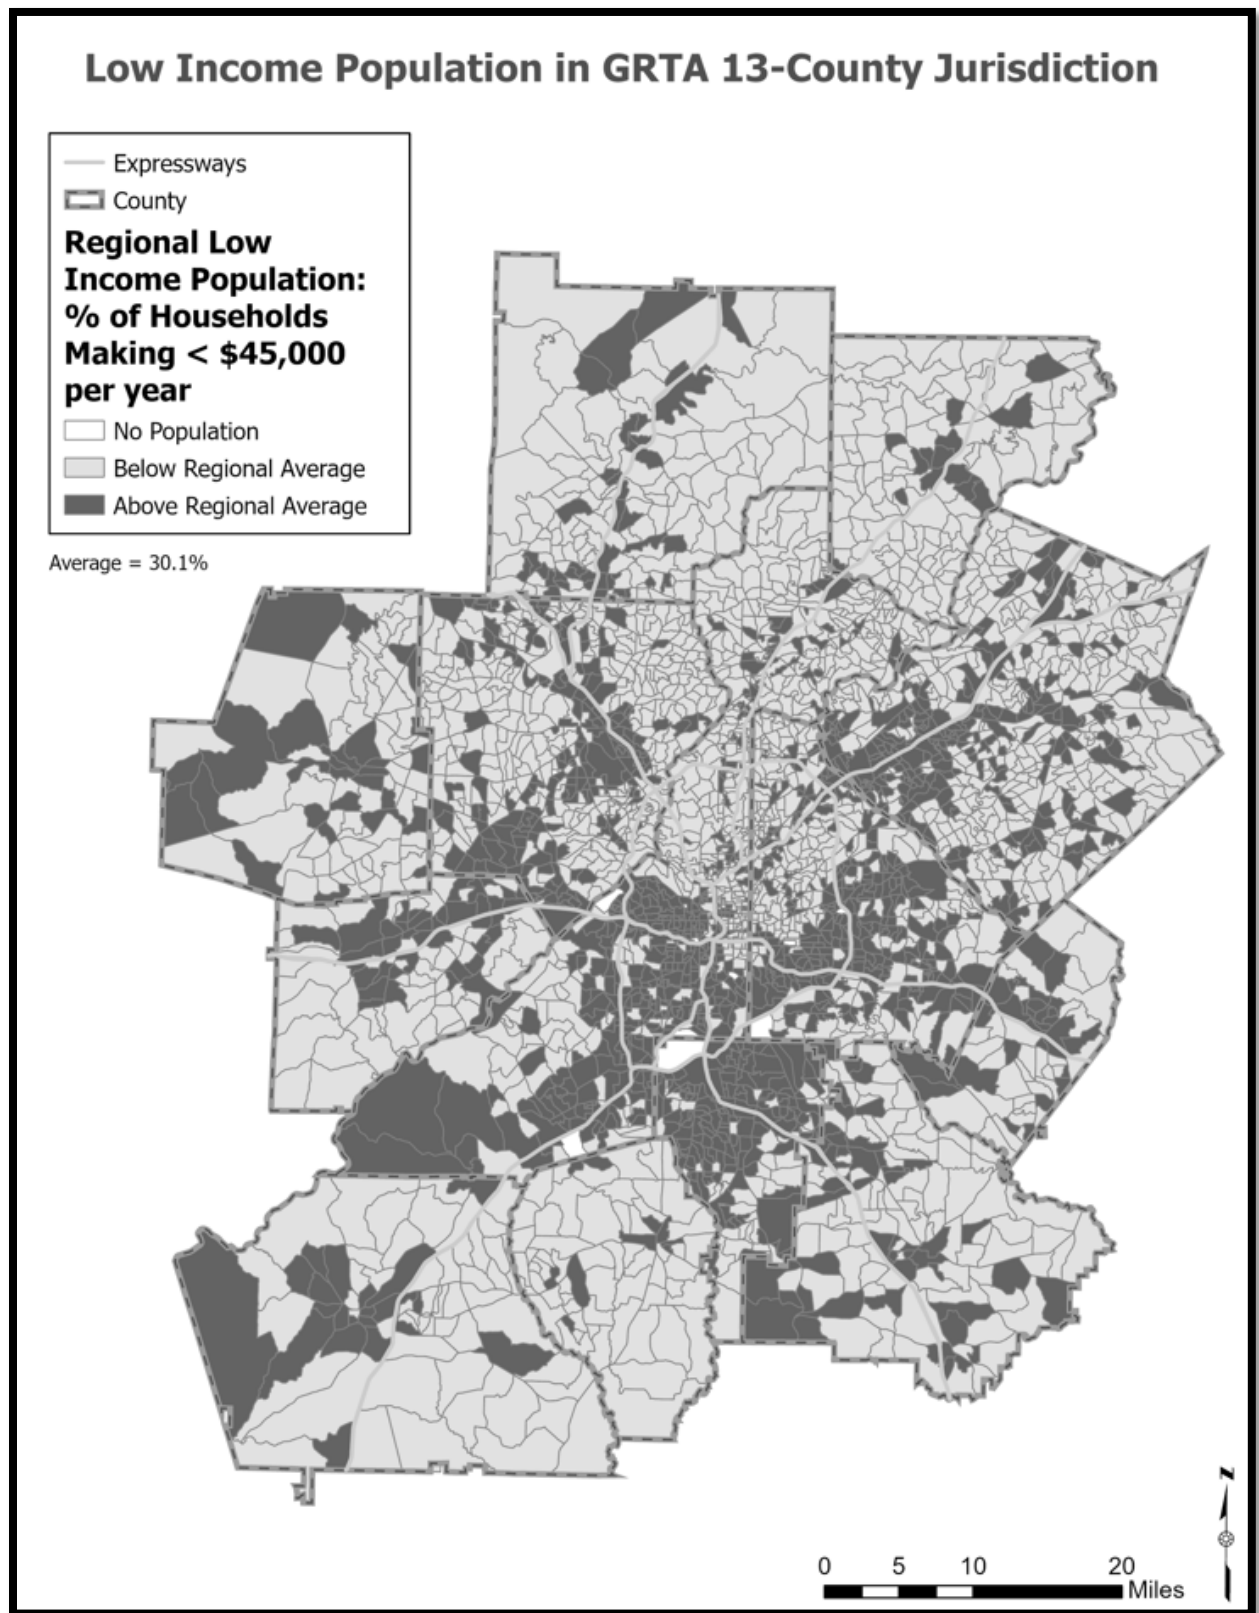 Low Income Population in GRTA 13-County Jurisdiction
Expressways
County
Regional Low
Income Population:
% of Households
Making < $45,000
per year
No Population
Below Regional Average
Above Regional Average
Average = 30.1%
N
0 5 10 20
Miles